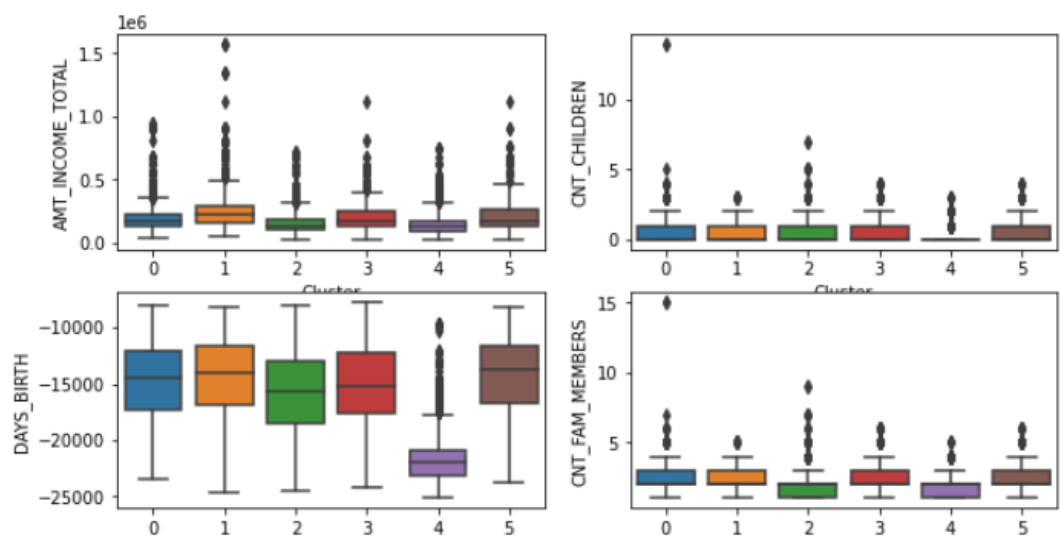 1e6
AMT_INCOME_TOTAL
1.5
1.0
0.5
0.0
0 1 2 3 4 5
Cluster
CNT_CHILDREN
10
5
0
0 1 2 3 4 5
Cluster
DAYS_BIRTH
−10000
−15000
−20000
−25000
0 1 2 3 4 5
CNT_FAM_MEMBERS
15
10
5
0 1 2 3 4 5